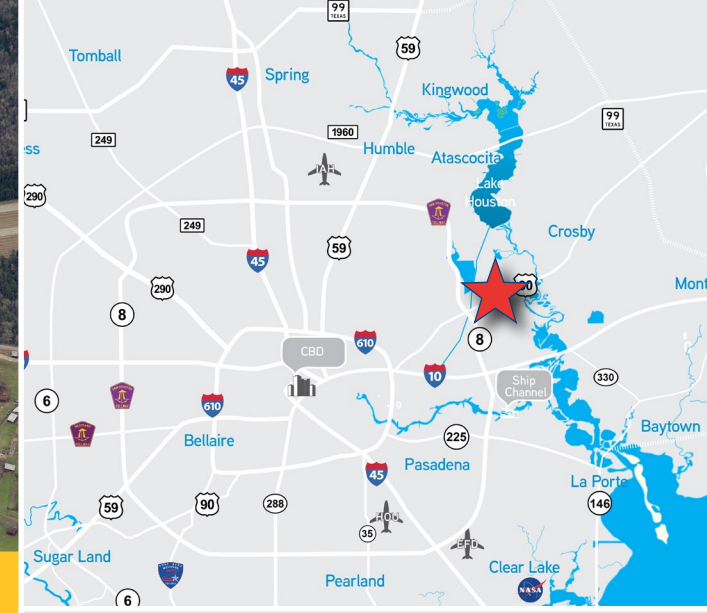 99
TEXAS
59
Tomball
45
Spring
Kingwood
99
TEXAS
1960
249
Humble
ess
Atascocita
IAH
Lake
Houston
290
249
Crosby
59
45
290
Mont
8
8
610
CBD
10
Ship
Channel
330
6
610
Baytown
225
Bellaire
Pasadena
45
La Porte
59
90
288
146
HOU
35
EFD
Sugar Land
Clear Lake
Pearland
NASA
6